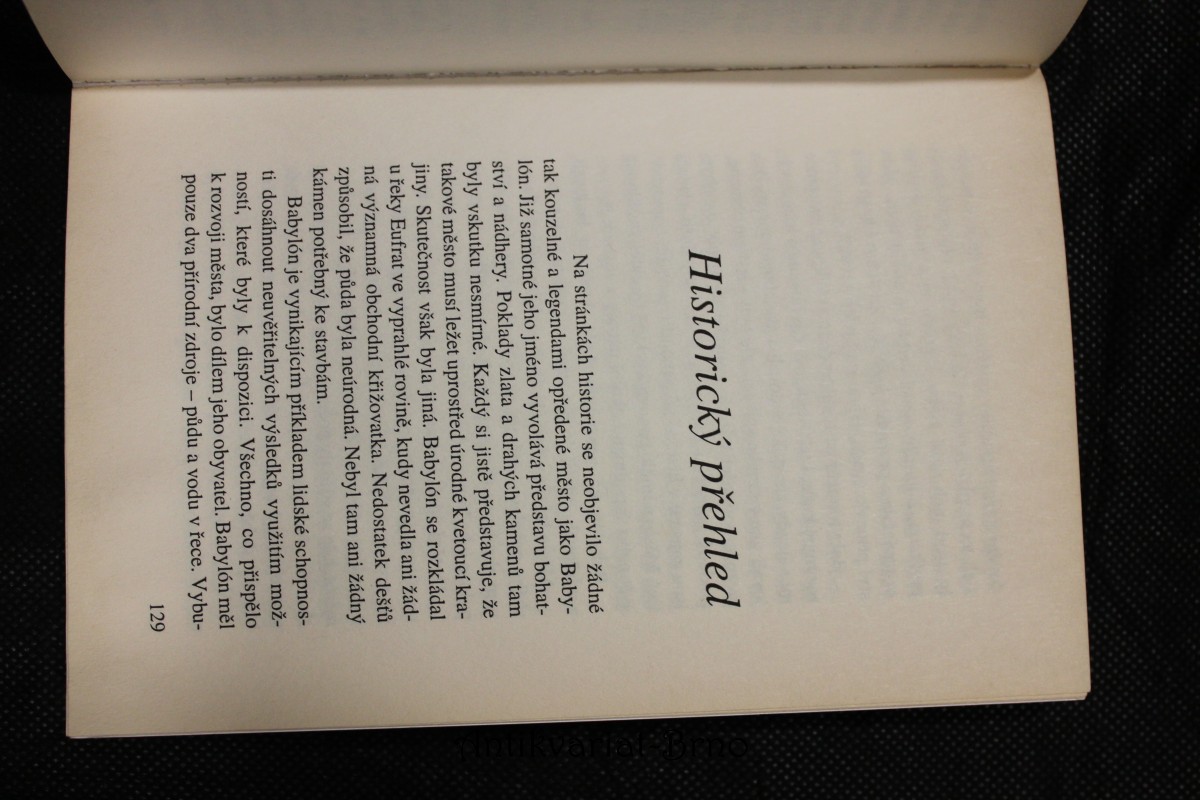 Historický přehled
Na stránkách historie se neobjevilo žádné
tak kouzelné a legendami opředené město jako Baby-
lón. Již samotné jeho jméno vyvolává představu bohat-
ství a nádhery. Poklady zlata a drahých kamenů tam
byly vskutku nesmírné. Každý si jistě představuje, že
takové město musí ležet uprostřed úrodné kvetoucí kra-
jiny. Skutečnost však byla jiná. Babylón se rozkládal
u řeky Eufrat ve vyprahlé rovině, kudy nevedla ani žád-
ná významná obchodní křižovatka. Nedostatek dešťů
způsobil, že půda byla neúrodná. Nebyl tam ani žádný
kámen potřebný ke stavbám.
Babylón je vynikajícím příkladem lidské schopnos-
ti dosáhnout neuvěřitelných výsledků využitím mož-
ností, které byly k dispozici. Všechno, co přispělo
k rozvoji města, bylo dílem jeho obyvatel. Babylón měl
pouze dva přírodní zdroje – půdu a vodu v řece. Vybu-
129
antikvariat-Brno